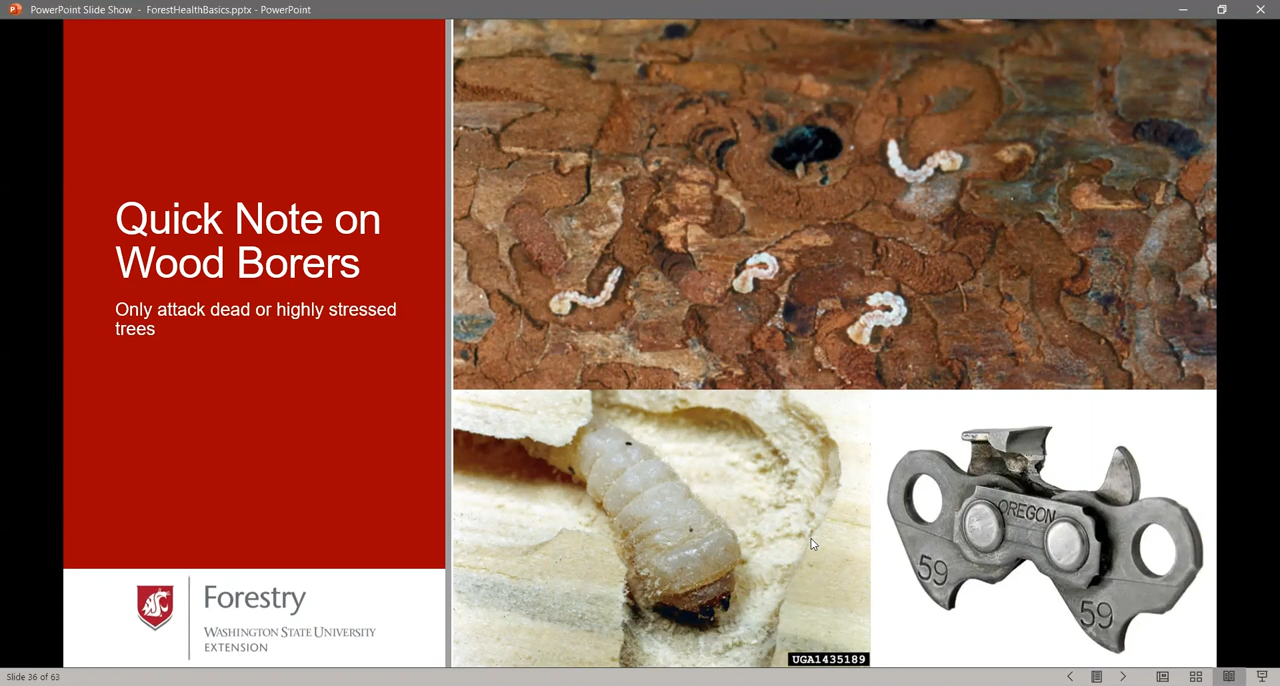 PowerPoint Slide Show - ForestHealthBasics.pptx - PowerPoint
Quick Note on
Wood Borers
Only attack dead or highly stressed
trees
Forestry
WASHINGTON STATE UNIVERSITY
EXTENSION
UGA1435189
OREGON
59
59
Slide 36 of 63